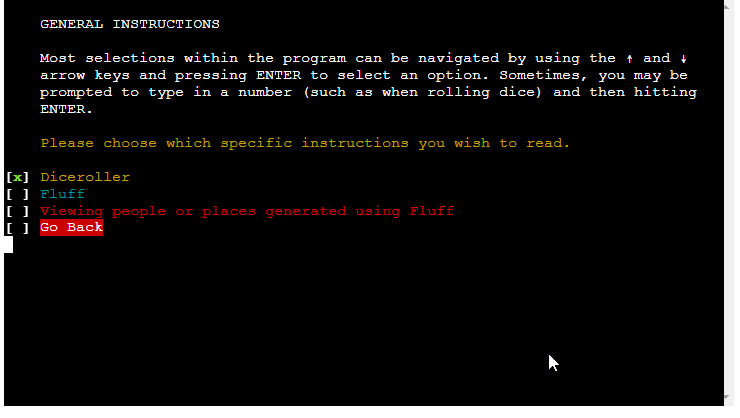 GENERAL INSTRUCTIONS
Most selections within the program can be navigated by using the ↑ and ↓
arrow keys and pressing ENTER to select an option. Sometimes, you may be
prompted to type in a number (such as when rolling dice) and then hitting
ENTER.
Please choose which specific instructions you wish to read.
[x] Diceroller
[ ] Fluff
[ ] Viewing people or places generated using Fluff
[ ] Go Back